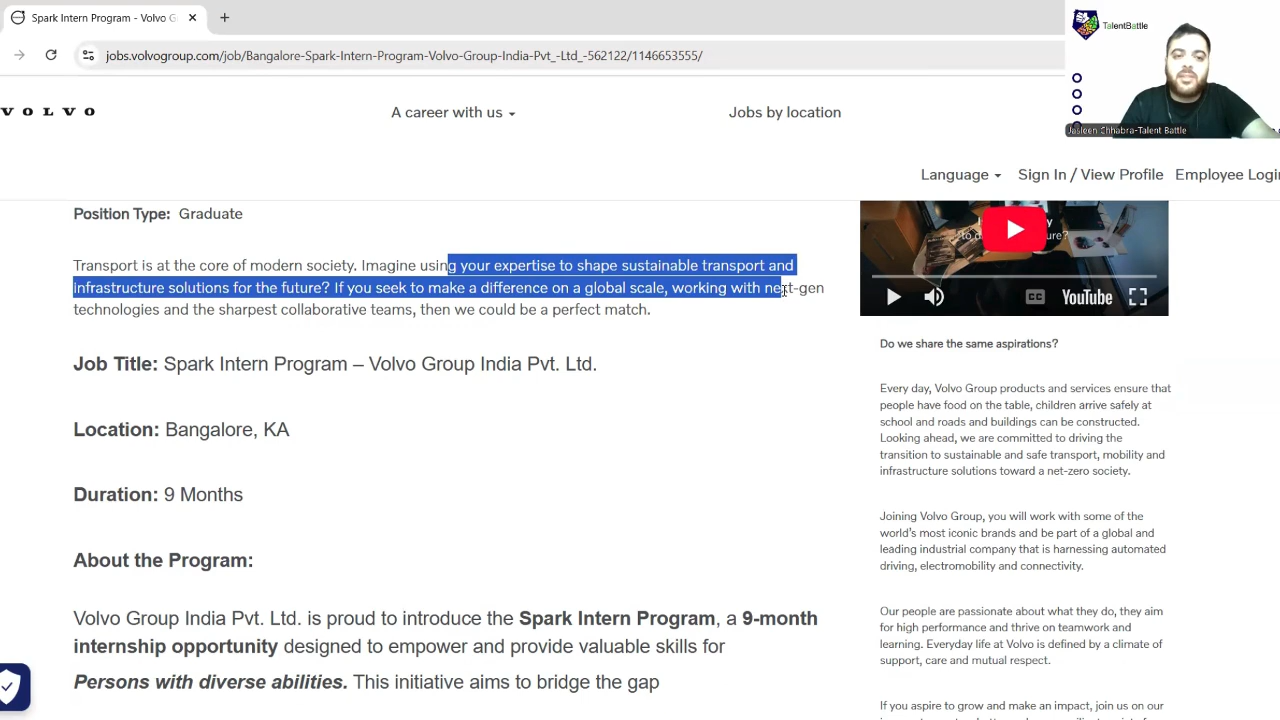 Spark Intern Program - Volvo G
jobs.volvogroup.com/job/Bangalore-Spark-Intern-Program-Volvo-Group-India-Pvt_-Ltd_-562122/1146653555/
TalentBattle
Jasleen Chhabra-Talent Battle
VOLVO
A career with us
Jobs by location
Language
Sign In / View Profile
Employee Login
Position Type: Graduate
Transport is at the core of modern society. Imagine using your expertise to shape sustainable transport and
infrastructure solutions for the future? If you seek to make a difference on a global scale, working with next-gen
technologies and the sharpest collaborative teams, then we could be a perfect match.
Job Title: Spark Intern Program – Volvo Group India Pvt. Ltd.
Location: Bangalore, KA
Duration: 9 Months
About the Program:
Volvo Group India Pvt. Ltd. is proud to introduce the Spark Intern Program, a 9-month
internship opportunity designed to empower and provide valuable skills for
Persons with diverse abilities. This initiative aims to bridge the gap
YouTube
Do we share the same aspirations?
Every day, Volvo Group products and services ensure that
people have food on the table, children arrive safely at
school and roads and buildings can be constructed.
Looking ahead, we are committed to driving the
transition to sustainable and safe transport, mobility and
infrastructure solutions toward a net-zero society.
Joining Volvo Group, you will work with some of the
world's most iconic brands and be part of a global and
leading industrial company that is harnessing automated
driving, electromobility and connectivity.
Our people are passionate about what they do, they aim
for high performance and thrive on teamwork and
learning. Everyday life at Volvo is defined by a climate of
support, care and mutual respect.
If you aspire to grow and make an impact, join us on our